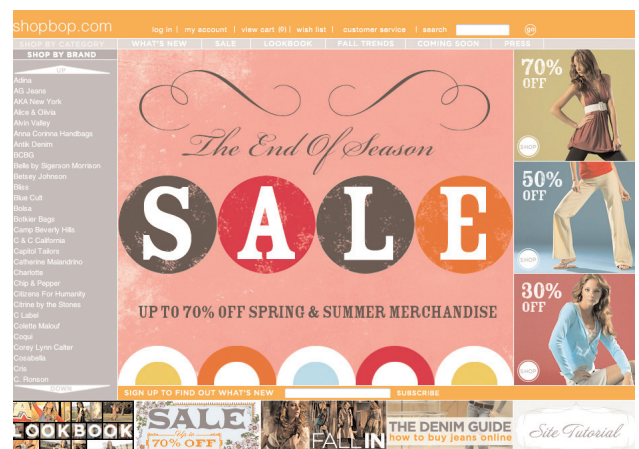 shopbop.com
log in | my account | view cart (0) | wish list | customer service | search go
SHOP BY CATEGORY WHAT'S NEW | SALE | LOOKBOOK | FALL TRENDS | COMING SOON | PRESS
SHOP BY BRAND
UP
Adina
AG Jeans
AKA New York
Alice & Olivia
Alvin Valley
Anna Corinna Handbags
Antik Denim
BCBG
Belle by Sigerson Morrison
Betsey Johnson
Bliss
Blue Cult
Bolsa
Botkier Bags
Camp Beverly Hills
C & C California
Capitol Tailors
Catherine Malandrino
Charlotte
Chip & Pepper
Citizens For Humanity
Citrine by the Stones
C Label
Colette Malouf
Coqui
Corey Lynn Calter
Cosabella
Cris
C. Ronson
DOWN
The End Of Season
SALE
UP TO 70% OFF SPRING & SUMMER MERCHANDISE
70%
OFF
SHOP
50%
OFF
SHOP
30%
OFF
SHOP
SIGN UP TO FIND OUT WHAT'S NEW SUBSCRIBE
LOOKBOOK
SALE
Up to
70% OFF
FALL IN
THE DENIM GUIDE
how to buy jeans online
Site Tutorial